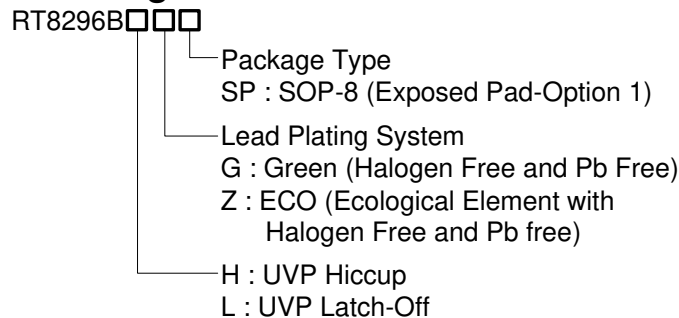 RT8296B□□□
Package Type
SP : SOP-8 (Exposed Pad-Option 1)
Lead Plating System
G : Green (Halogen Free and Pb Free)
Z : ECO (Ecological Element with
Halogen Free and Pb free)
H : UVP Hiccup
L : UVP Latch-Off